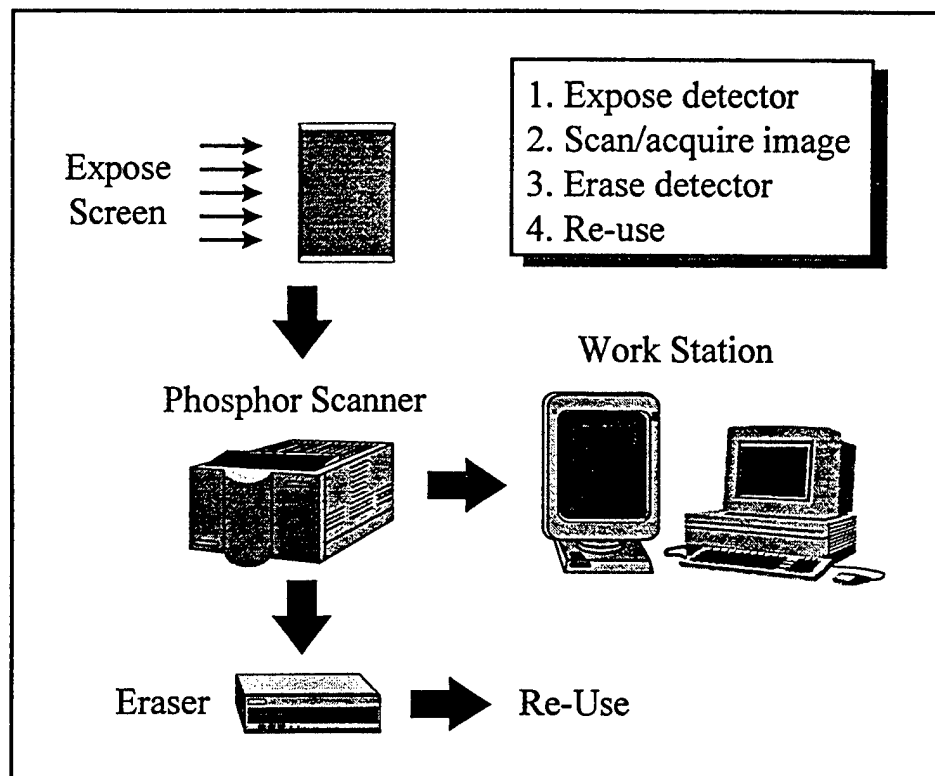 1. Expose detector
2. Scan/acquire image
3. Erase detector
4. Re-use
Expose
Screen
Work Station
Phosphor Scanner
Eraser
Re-Use